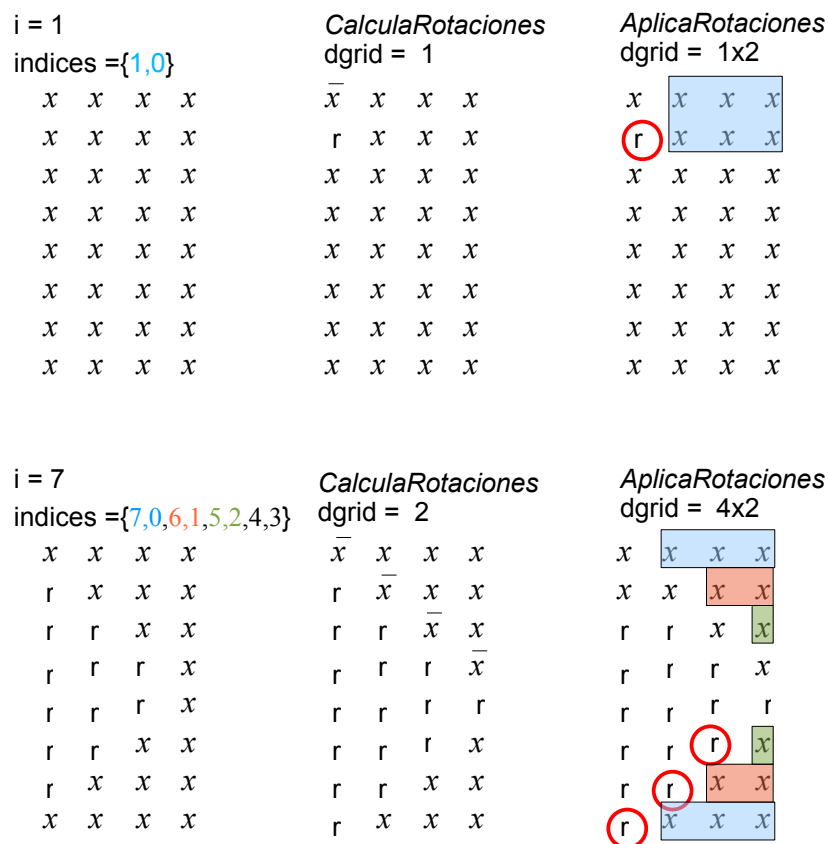 i = 1
indices ={1,0}
x x x x
x x x x
x x x x
x x x x
x x x x
x x x x
x x x x
x x x x
CalculaRotaciones
dgrid = 1
x̅ x x x
r x x x
x x x x
x x x x
x x x x
x x x x
x x x x
x x x x
AplicaRotaciones
dgrid = 1x2
x x x x
r x x x
x x x x
x x x x
x x x x
x x x x
x x x x
x x x x
i = 7
indices ={7,0,6,1,5,2,4,3}
x x x x
r x x x
r r x x
r r r x
r r r x
r r x x
r x x x
x x x x
CalculaRotaciones
dgrid = 2
x̅ x x x
r x̅ x x
r r x̅ x
r r r x̅
r r r r
r r r x
r r x x
r x x x
AplicaRotaciones
dgrid = 4x2
x x x x
x x x x
r r x x
r r r x
r r r r
r r r x
r r x x
r x x x